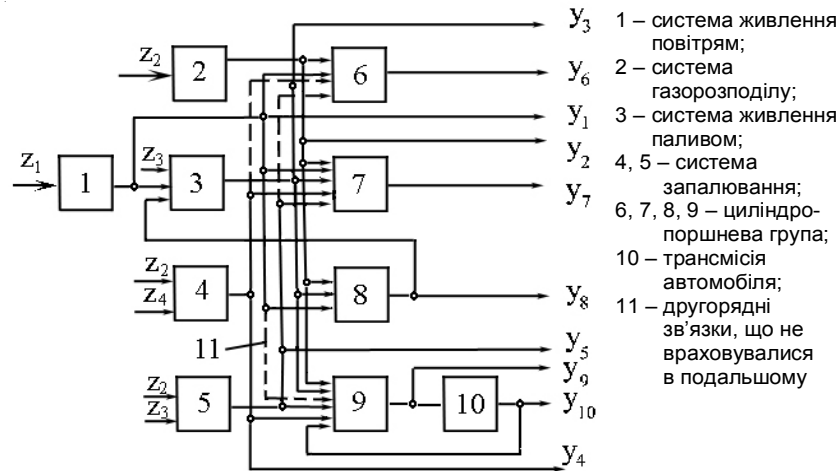 y3
z2
2
6
y6
y1
y2
z1
1
z3
3
7
y7
z2
z4
4
8
y8
11
y5
y9
z2
z3
5
9
10
y10
y4
1 – система живлення
повітрям;
2 – система
газорозподілу;
3 – система живлення
паливом;
4, 5 – система
запалювання;
6, 7, 8, 9 – циліндро-
поршнева група;
10 – трансмісія
автомобіля;
11 – другорядні
зв’язки, що не
враховувалися
в подальшому